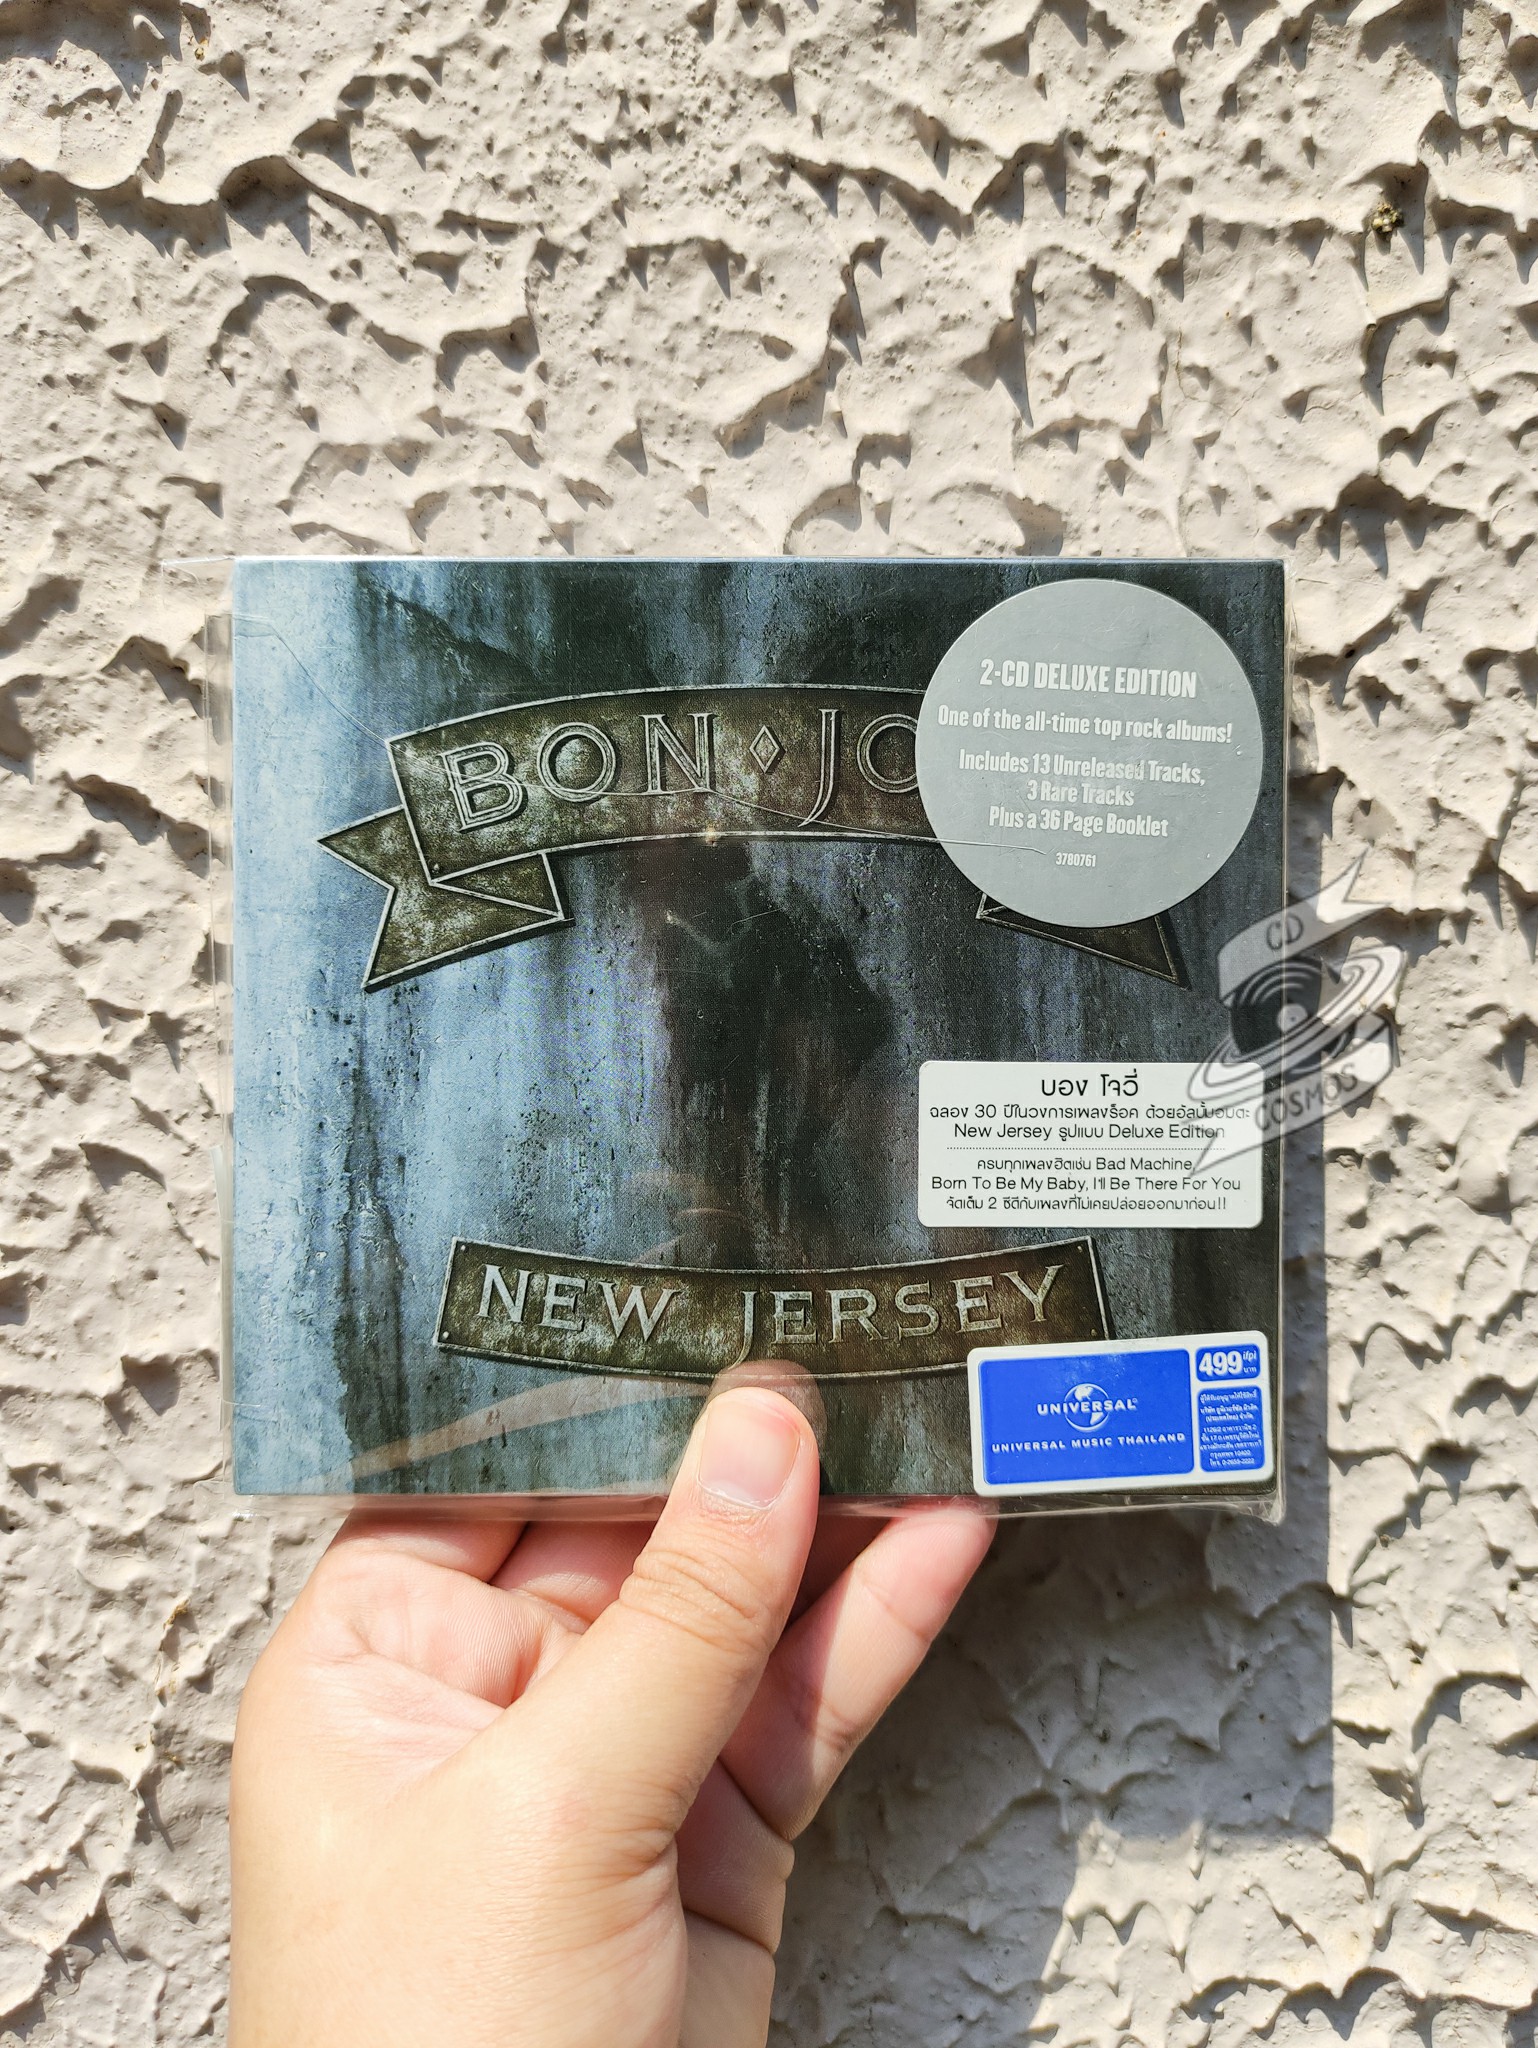 BON JO
2-CD DELUXE EDITION
One of the all-time top rock albums!
Includes 13 Unreleased Tracks,
3 Rare Tracks
Plus a 36 Page Booklet
3780761
CD
COSMOS
บอง โจวี่
ฉลอง 30 ปีในวงการเพลงร็อค ด้วยอัลบั้มอมตะ
New Jersey รูปแบบ Deluxe Edition
ครบทุกเพลงฮิตเช่น Bad Machine,
Born To Be My Baby, I'll Be There For You
จัดเต็ม 2 ซีดีกับเพลงที่ไม่เคยปล่อยออกมาก่อน!!
NEW JERSEY
UNIVERSAL
UNIVERSAL MUSIC THAILAND
499 ifpi
บาท